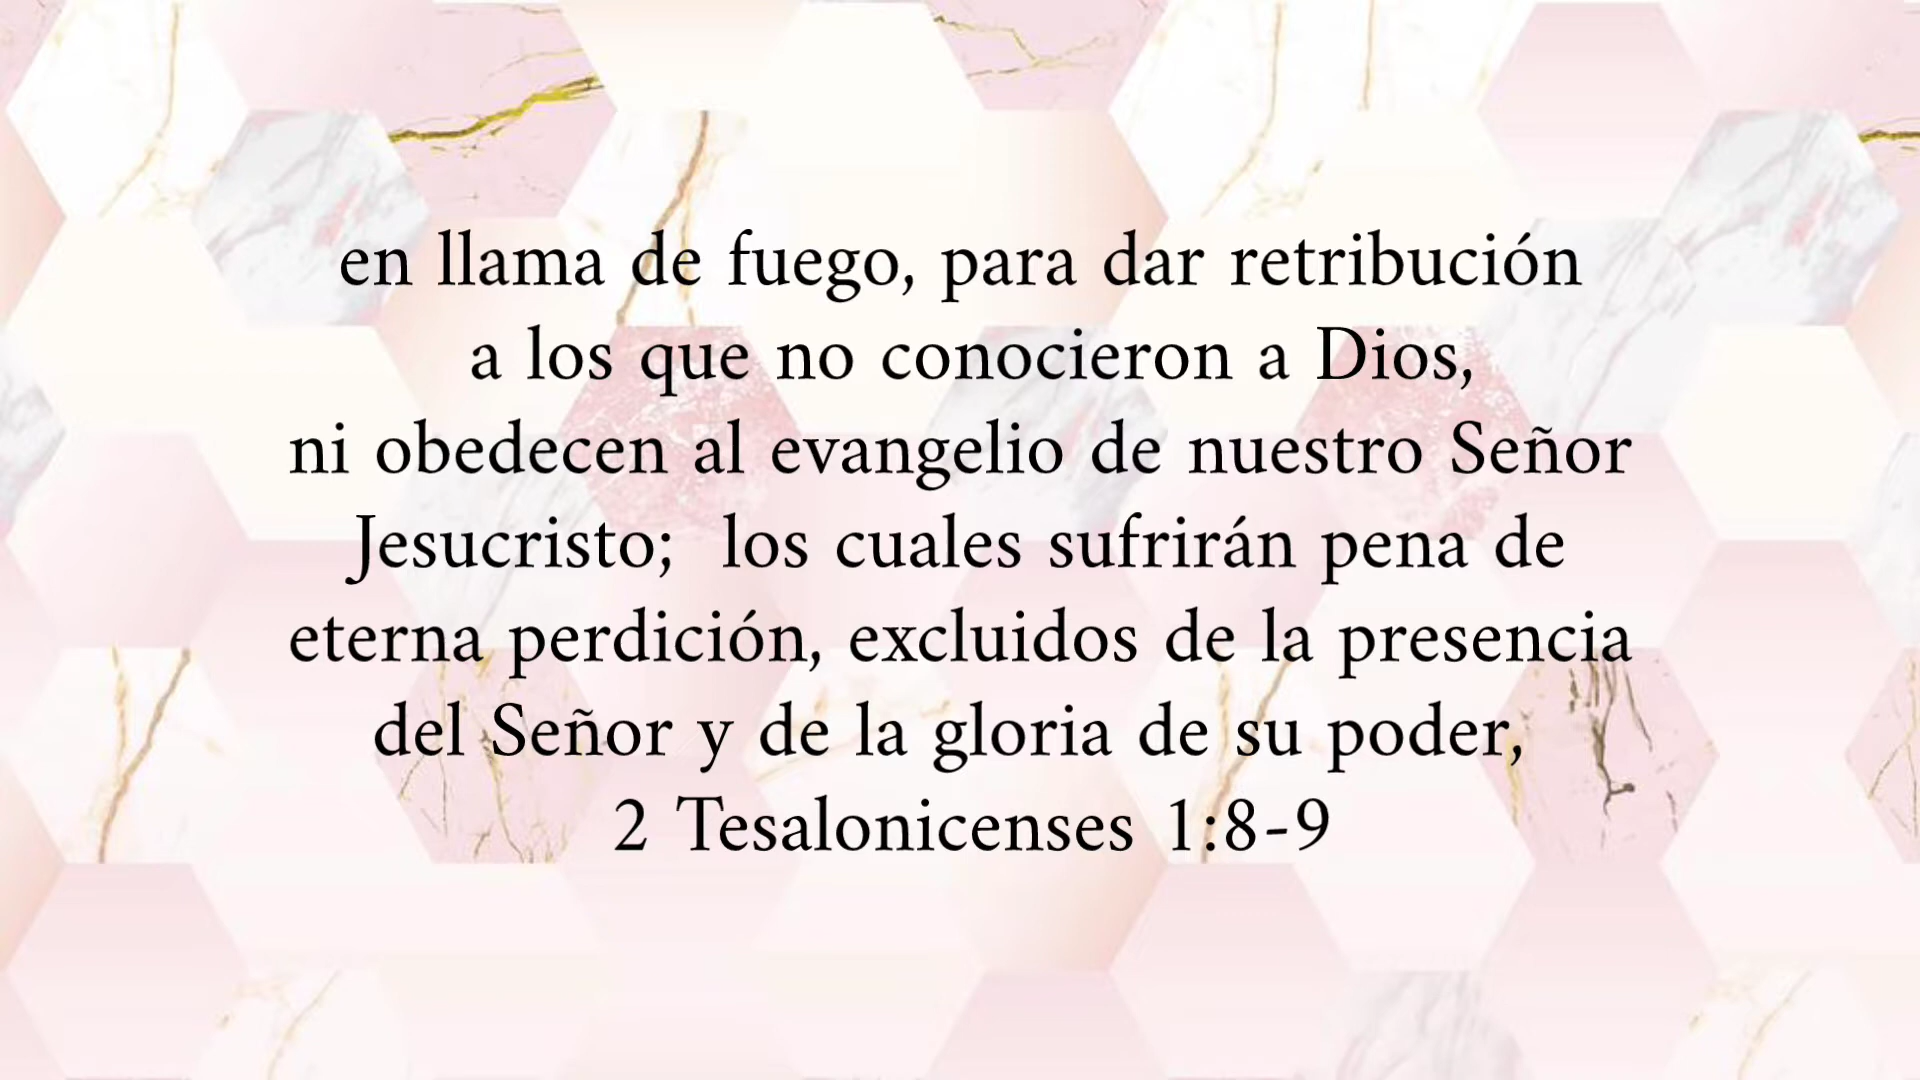 en llama de fuego, para dar retribución
a los que no conocieron a Dios,
ni obedecen al evangelio de nuestro Señor
Jesucristo;  los cuales sufrirán pena de
eterna perdición, excluidos de la presencia
del Señor y de la gloria de su poder,
2 Tesalonicenses 1:8-9